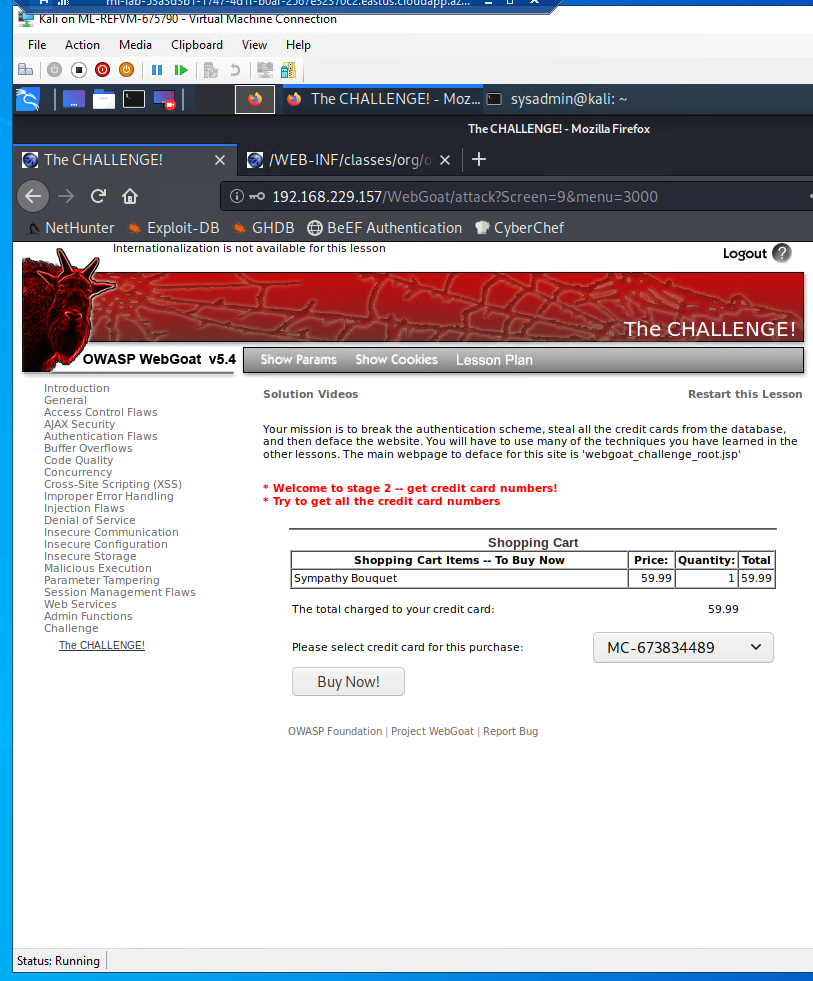 Kali on ML-REFVM-675790 - Virtual Machine Connection
File Action Media Clipboard View Help
The CHALLENGE! - Moz... sysadmin@kali: ~
The CHALLENGE! - Mozilla Firefox
The CHALLENGE! /WEB-INF/classes/org/o
192.168.229.157/WebGoat/attack?Screen=9&menu=3000
NetHunter Exploit-DB GHDB BeEF Authentication CyberChef
Internationalization is not available for this lesson
Logout ?
The CHALLENGE!
OWASP WebGoat v5.4 Show Params Show Cookies Lesson Plan
Introduction
General
Access Control Flaws
AJAX Security
Authentication Flaws
Buffer Overflows
Code Quality
Concurrency
Cross-Site Scripting (XSS)
Improper Error Handling
Injection Flaws
Denial of Service
Insecure Communication
Insecure Configuration
Insecure Storage
Malicious Execution
Parameter Tampering
Session Management Flaws
Web Services
Admin Functions
Challenge
The CHALLENGE!
Solution Videos Restart this Lesson
Your mission is to break the authentication scheme, steal all the credit cards from the database,
and then deface the website. You will have to use many of the techniques you have learned in the
other lessons. The main webpage to deface for this site is 'webgoat_challenge_root.jsp'
* Welcome to stage 2 -- get credit card numbers!
* Try to get all the credit card numbers
Shopping Cart
Shopping Cart Items -- To Buy Now Price: Quantity: Total
Sympathy Bouquet 59.99 1 59.99
The total charged to your credit card: 59.99
Please select credit card for this purchase: MC-673834489
Buy Now!
OWASP Foundation | Project WebGoat | Report Bug
Status: Running